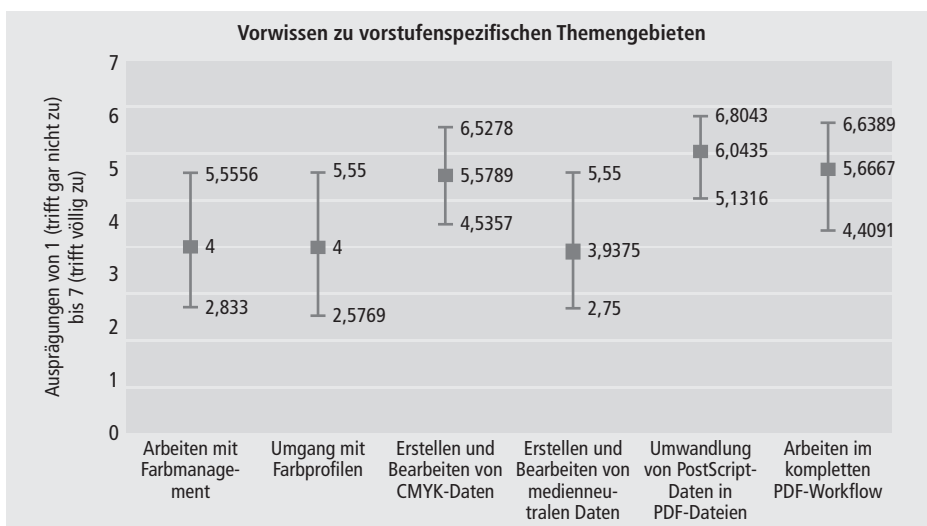 Vorwissen zu vorstufenspezifischen Themengebieten
Ausprägungen von 1 (trifft gar nicht zu)
bis 7 (trifft völlig zu)
7
6
5
4
3
2
1
0
5,5556
4
2,833
5,55
4
2,5769
6,5278
5,5789
4,5357
5,55
3,9375
2,75
6,8043
6,0435
5,1316
6,6389
5,6667
4,4091
Arbeiten mit
Farbmanage-
ment
Umgang mit
Farbprofilen
Erstellen und
Bearbeiten von
CMYK-Daten
Erstellen und
Bearbeiten von
medienneu-
tralen Daten
Umwandlung
von PostScript-
Daten in
PDF-Dateien
Arbeiten im
kompletten
PDF-Workflow